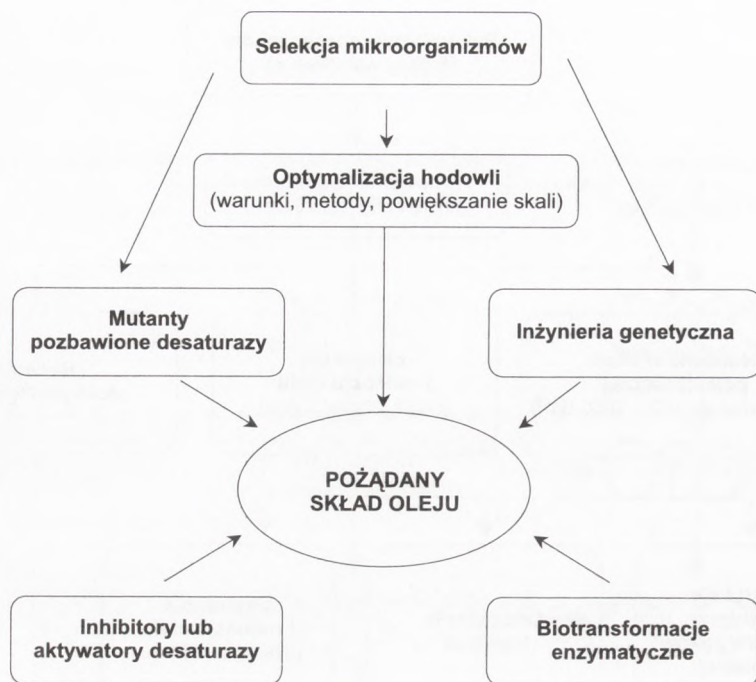 Selekcja mikroorganizmów
Optymalizacja hodowli
(warunki, metody, powiększanie skali)
Mutanty
pozbawione desaturazy
Inżynieria genetyczna
POŻĄDANY
SKŁAD OLEJU
Inhibitory lub
aktywatory desaturazy
Biotransformacje
enzymatyczne